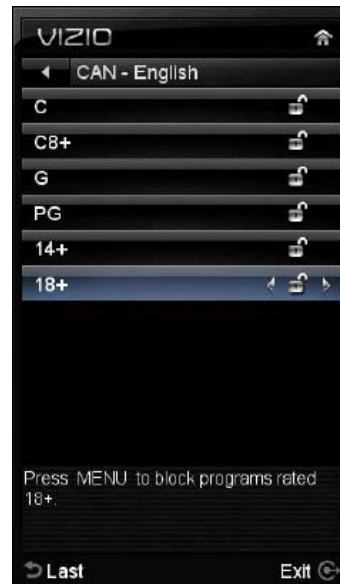 VIZIO
CAN - English
C
C8+
G
PG
14+
18+
Press MENU to block programs rated
18+.
Last Exit